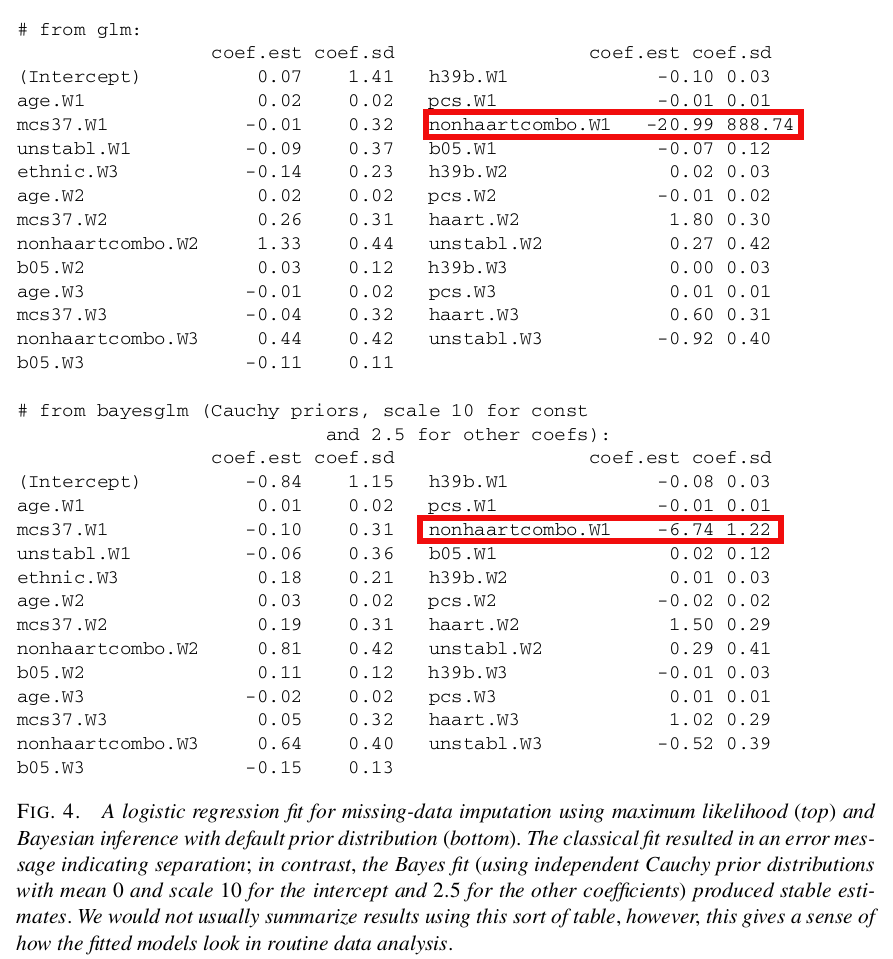 # from glm:
coef.est coef.sd coef.est coef.sd
(Intercept) 0.07 1.41 h39b.W1 -0.10 0.03
age.W1 0.02 0.02 pcs.W1 -0.01 0.01
mcs37.W1 -0.01 0.32 nonhaartcombo.W1 -20.99 888.74
unstabl.W1 -0.09 0.37 b05.W1 -0.07 0.12
ethnic.W3 -0.14 0.23 h39b.W2 0.02 0.03
age.W2 0.02 0.02 pcs.W2 -0.01 0.02
mcs37.W2 0.26 0.31 haart.W2 1.80 0.30
nonhaartcombo.W2 1.33 0.44 unstabl.W2 0.27 0.42
b05.W2 0.03 0.12 h39b.W3 0.00 0.03
age.W3 -0.01 0.02 pcs.W3 0.01 0.01
mcs37.W3 -0.04 0.32 haart.W3 0.60 0.31
nonhaartcombo.W3 0.44 0.42 unstabl.W3 -0.92 0.40
b05.W3 -0.11 0.11
# from bayesglm (Cauchy priors, scale 10 for const
and 2.5 for other coefs):
coef.est coef.sd coef.est coef.sd
(Intercept) -0.84 1.15 h39b.W1 -0.08 0.03
age.W1 0.01 0.02 pcs.W1 -0.01 0.01
mcs37.W1 -0.10 0.31 nonhaartcombo.W1 -6.74 1.22
unstabl.W1 -0.06 0.36 b05.W1 0.02 0.12
ethnic.W3 0.18 0.21 h39b.W2 0.01 0.03
age.W2 0.03 0.02 pcs.W2 -0.02 0.02
mcs37.W2 0.19 0.31 haart.W2 1.50 0.29
nonhaartcombo.W2 0.81 0.42 unstabl.W2 0.29 0.41
b05.W2 0.11 0.12 h39b.W3 -0.01 0.03
age.W3 -0.02 0.02 pcs.W3 0.01 0.01
mcs37.W3 0.05 0.32 haart.W3 1.02 0.29
nonhaartcombo.W3 0.64 0.40 unstabl.W3 -0.52 0.39
b05.W3 -0.15 0.13
FIG. 4. A logistic regression fit for missing-data imputation using maximum likelihood (top) and
Bayesian inference with default prior distribution (bottom). The classical fit resulted in an error mes-
sage indicating separation; in contrast, the Bayes fit (using independent Cauchy prior distributions
with mean 0 and scale 10 for the intercept and 2.5 for the other coefficients) produced stable esti-
mates. We would not usually summarize results using this sort of table, however, this gives a sense of
how the fitted models look in routine data analysis.